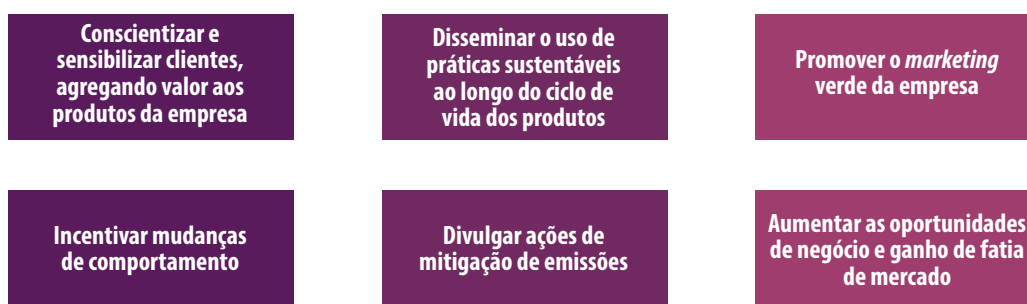 Conscientizar e
sensibilizar clientes,
agregando valor aos
produtos da empresa
Disseminar o uso de
práticas sustentáveis
ao longo do ciclo de
vida dos produtos
Promover o marketing
verde da empresa
Incentivar mudanças
de comportamento
Divulgar ações de
mitigação de emissões
Aumentar as oportunidades
de negócio e ganho de fatia
de mercado